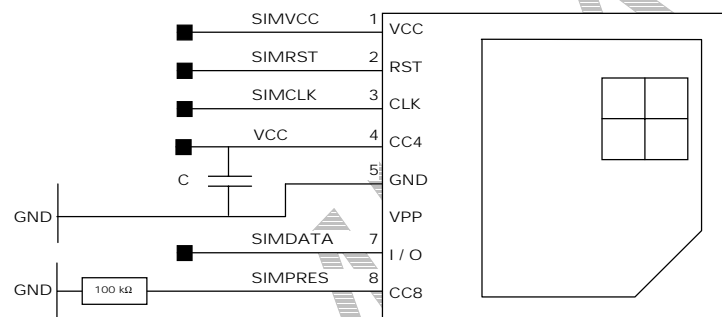 SIMVCC 1 VCC
SIMRST 2 RST
SIMCLK 3 CLK
VCC 4 CC4
5 GND
C
GND VPP
SIMDATA 7 I / O
SIMPRES 8 CC8
GND 100 kΩ